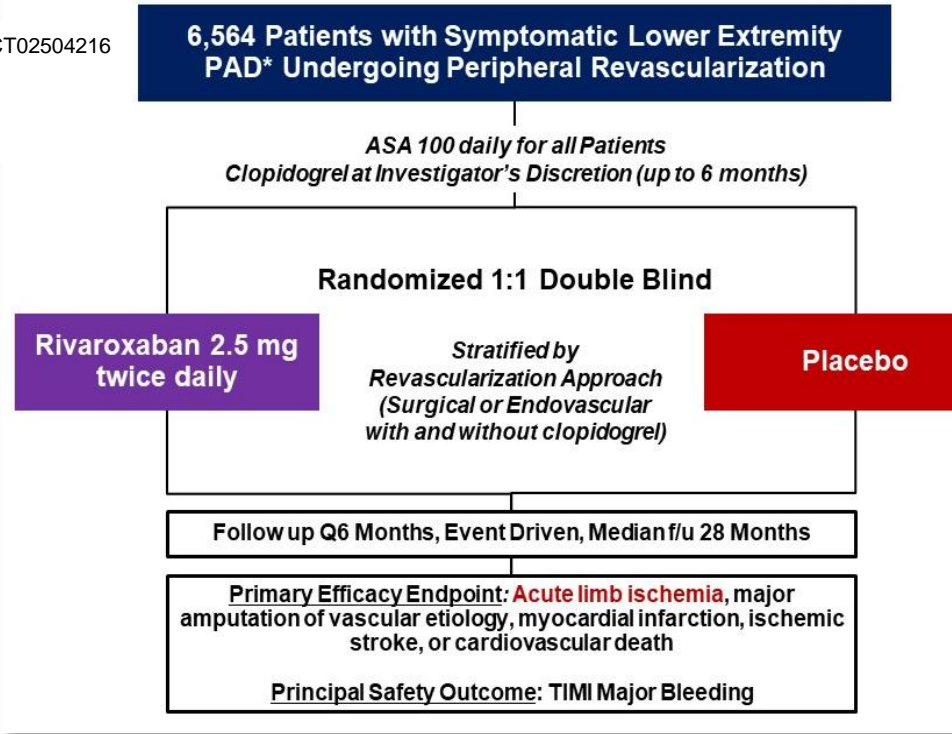 CT02504216
6,564 Patients with Symptomatic Lower Extremity
PAD* Undergoing Peripheral Revascularization
ASA 100 daily for all Patients
Clopidogrel at Investigator's Discretion (up to 6 months)
Randomized 1:1 Double Blind
Rivaroxaban 2.5 mg
twice daily
Stratified by
Revascularization Approach
(Surgical or Endovascular
with and without clopidogrel)
Placebo
Follow up Q6 Months, Event Driven, Median f/u 28 Months
Primary Efficacy Endpoint: Acute limb ischemia, major
amputation of vascular etiology, myocardial infarction, ischemic
stroke, or cardiovascular death
Principal Safety Outcome: TIMI Major Bleeding